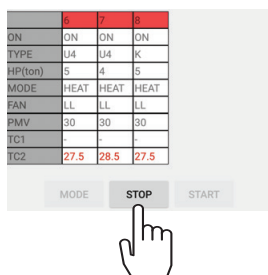 6 7 8
ON ON ON ON
TYPE U4 U4 K
HP(ton) 5 4 5
MODE HEAT HEAT HEAT
FAN LL LL LL
PMV 30 30 30
TC1 - - -
TC2 27.5 28.5 27.5
MODE STOP START